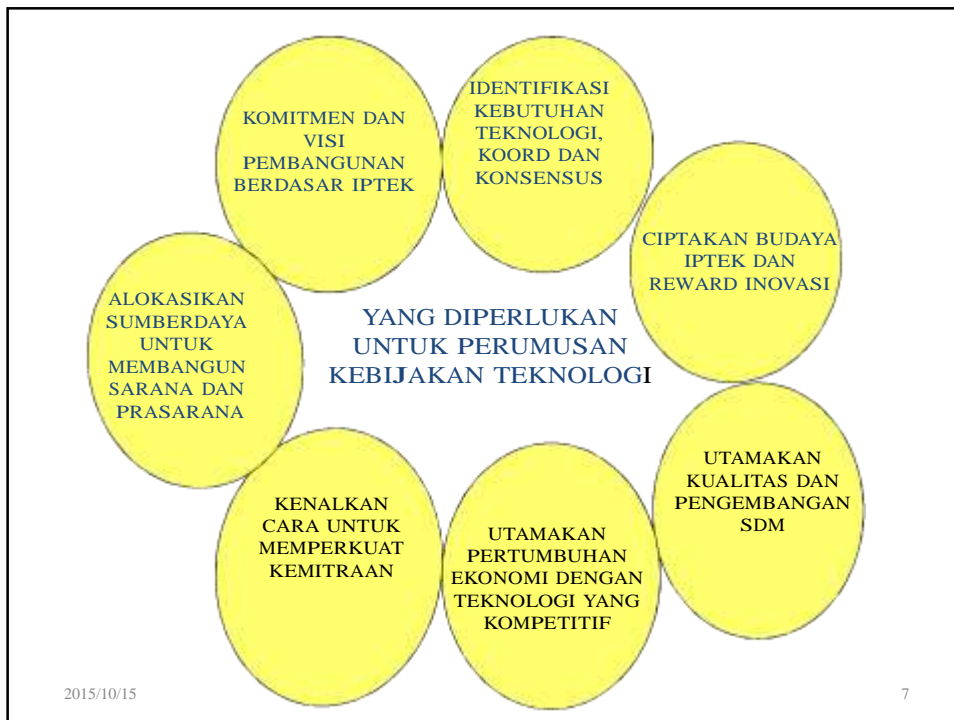 KOMITMEN DAN
VISI
PEMBANGUNAN
BERDASAR IPTEK
IDENTIFIKASI
KEBUTUHAN
TEKNOLOGI,
KOORD DAN
KONSENSUS
CIPTAKAN BUDAYA
IPTEK DAN
REWARD INOVASI
ALOKASIKAN
SUMBERDAYA
UNTUK
MEMBANGUN
SARANA DAN
PRASARANA
YANG DIPERLUKAN
UNTUK PERUMUSAN
KEBIJAKAN TEKNOLOGI
UTAMAKAN
KUALITAS DAN
PENGEMBANGAN
SDM
KENALKAN
CARA UNTUK
MEMPERKUAT
KEMITRAAN
UTAMAKAN
PERTUMBUHAN
EKONOMI DENGAN
TEKNOLOGI YANG
KOMPETITIF
2015/10/15
7